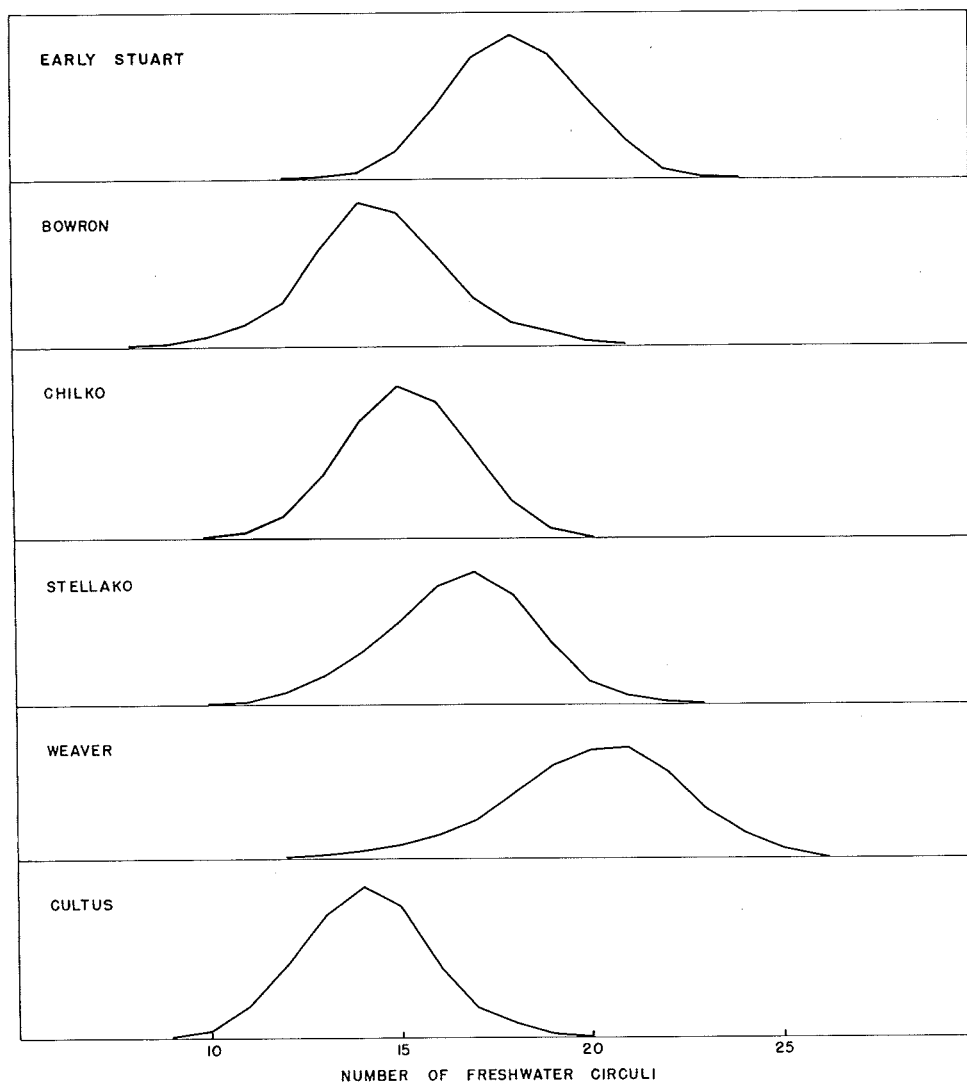 EARLY STUART
BOWRON
CHILKO
STELLAKO
WEAVER
CULTUS
10 15 20 25
NUMBER OF FRESHWATER CIRCULI